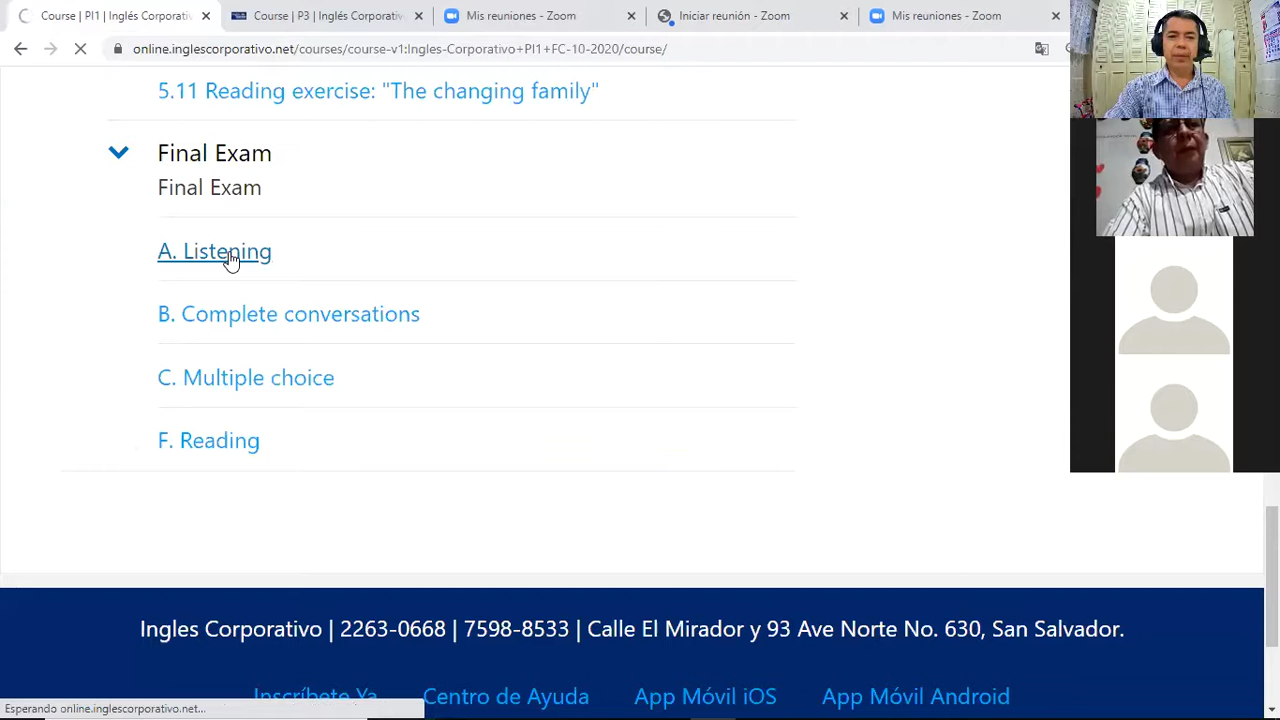 Course | PI1 | Inglés Corporativ
Course | P3 | Inglés Corporativ
Mis reuniones - Zoom
Iniciar reunión - Zoom
Mis reuniones - Zoom
online.inglescorporativo.net/courses/course-v1:Ingles-Corporativo+PI1+FC-10-2020/course/
5.11 Reading exercise: "The changing family"
Final Exam
Final Exam
A. Listening
B. Complete conversations
C. Multiple choice
F. Reading
Ingles Corporativo | 2263-0668 | 7598-8533 | Calle El Mirador y 93 Ave Norte No. 630, San Salvador.
Inscríbete Ya
Centro de Ayuda
App Móvil iOS
App Móvil Android
Esperando online.inglescorporativo.net...